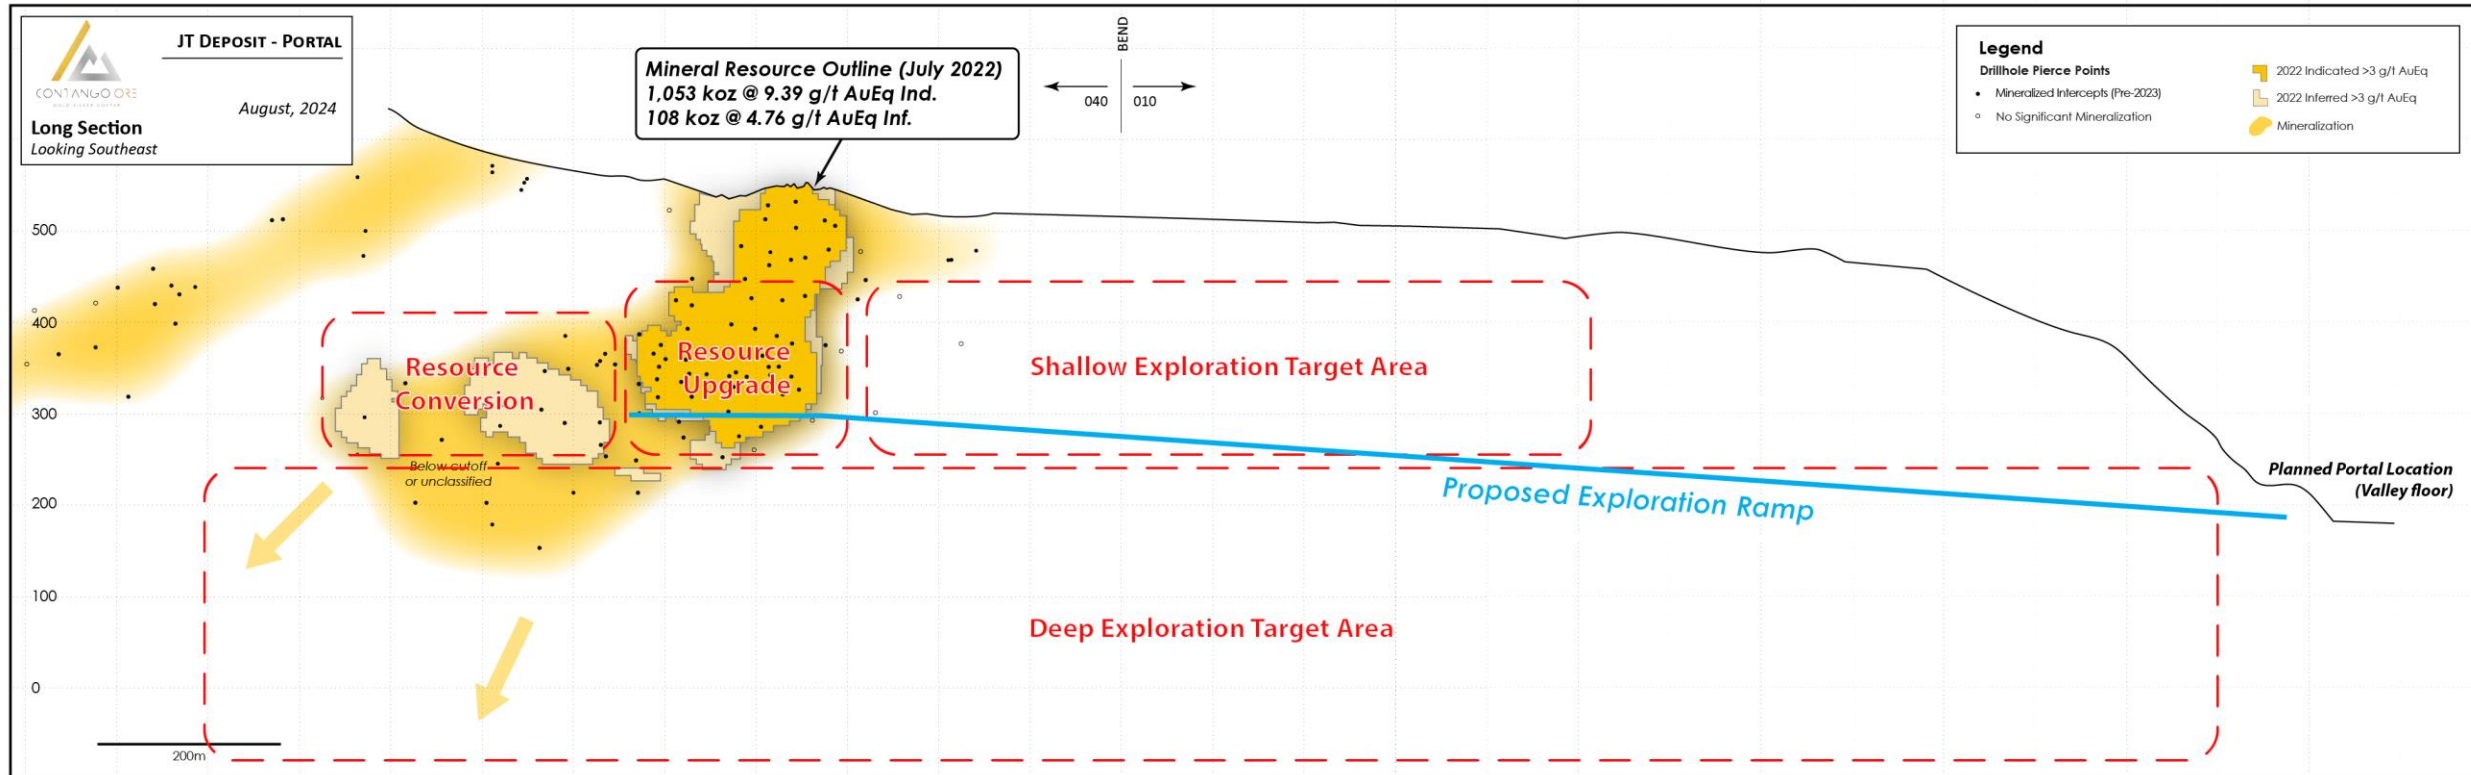 JT Deposit - Portal
CONTANGO ORE
August, 2024
Long Section
Looking Southeast
Mineral Resource Outline (July 2022)
1,053 koz @ 9.39 g/t AuEq Ind.
108 koz @ 4.76 g/t AuEq Inf.
BEND
040
010
Legend
Drillhole Pierce Points
Mineralized Intercepts (Pre-2023)
No Significant Mineralization
2022 Indicated >3 g/t AuEq
2022 Inferred >3 g/t AuEq
Mineralization
500
400
300
200
100
0
Resource
Conversion
Resource
Upgrade
Shallow Exploration Target Area
Below cutoff
or unclassified
Proposed Exploration Ramp
Planned Portal Location
(Valley floor)
Deep Exploration Target Area
200m